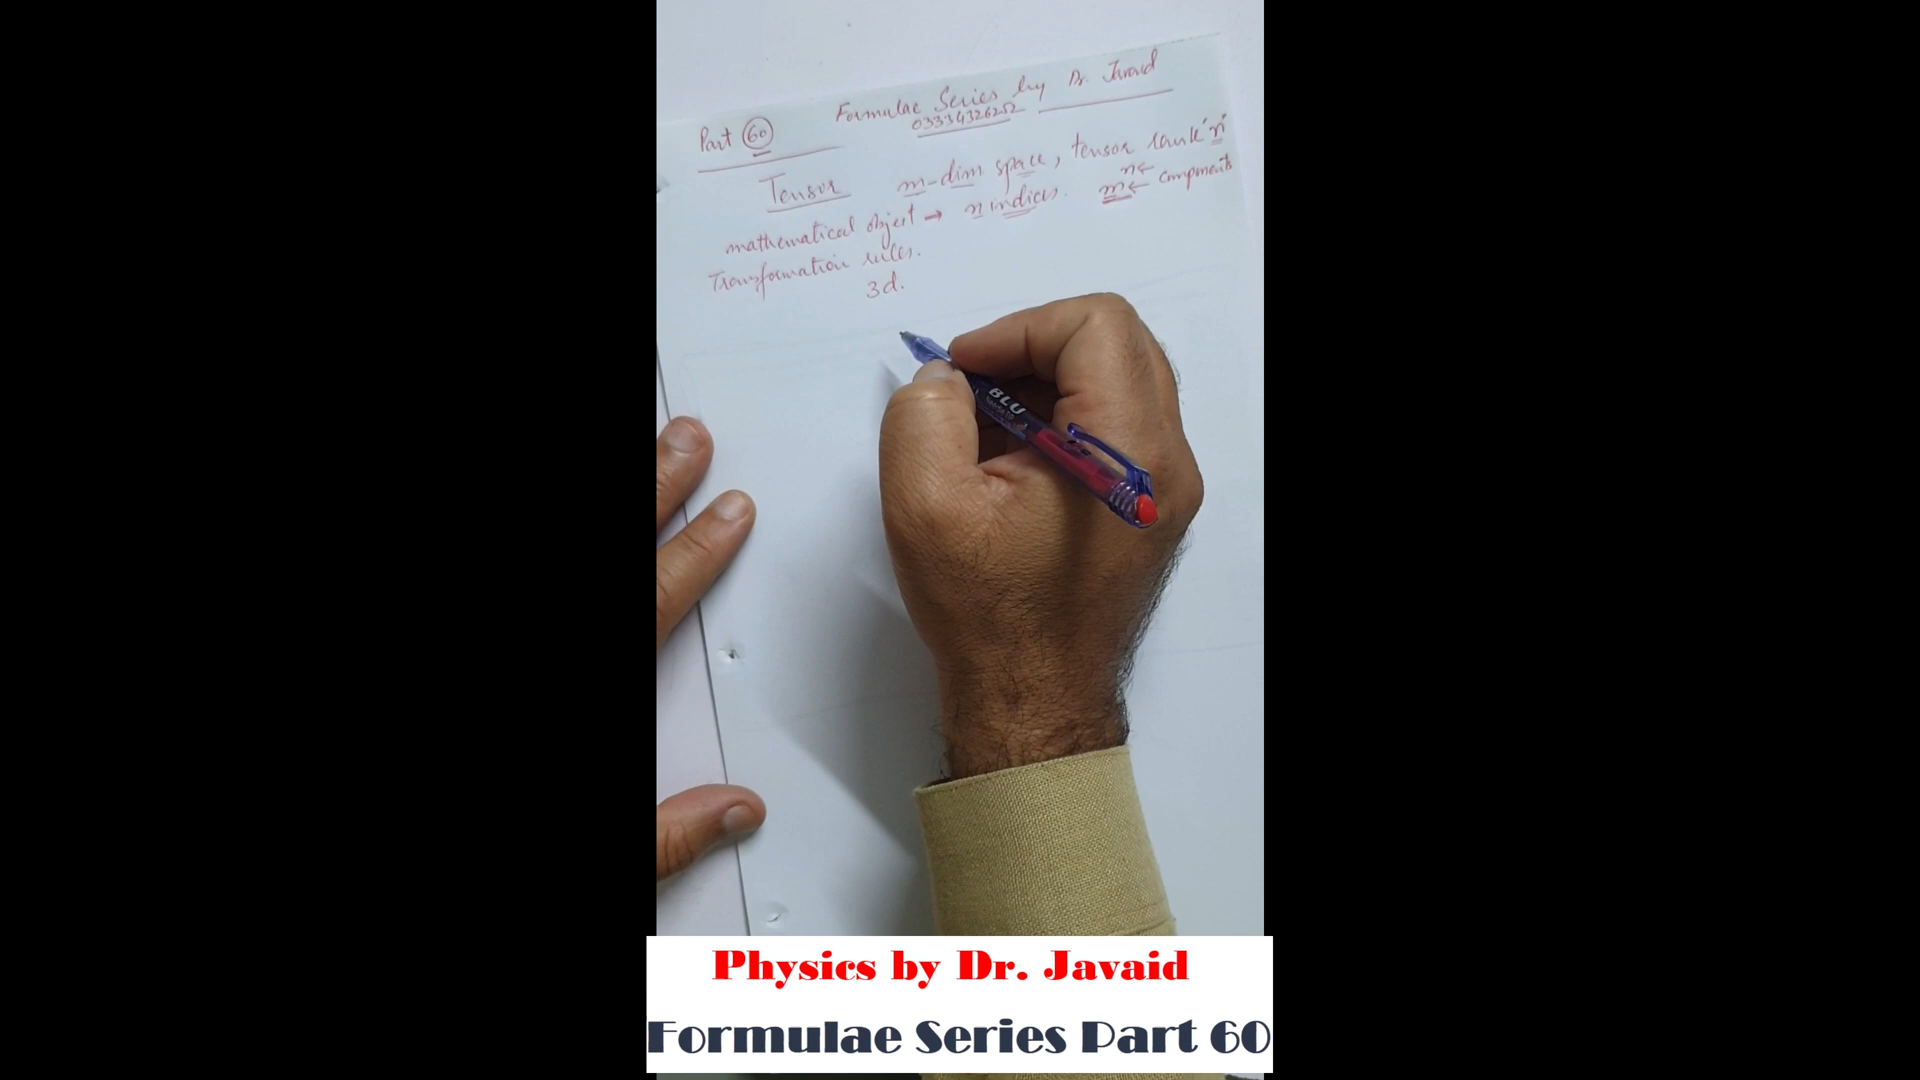 Formulae Series by Dr. Javaid
03334326252
Part 60
Tensor m-dim space, tensor rank 'n'
mathematical object → n indices. mⁿ ← components
Transformation rules.
3d.
BLU
Physics by Dr. Javaid
Formulae Series Part 60